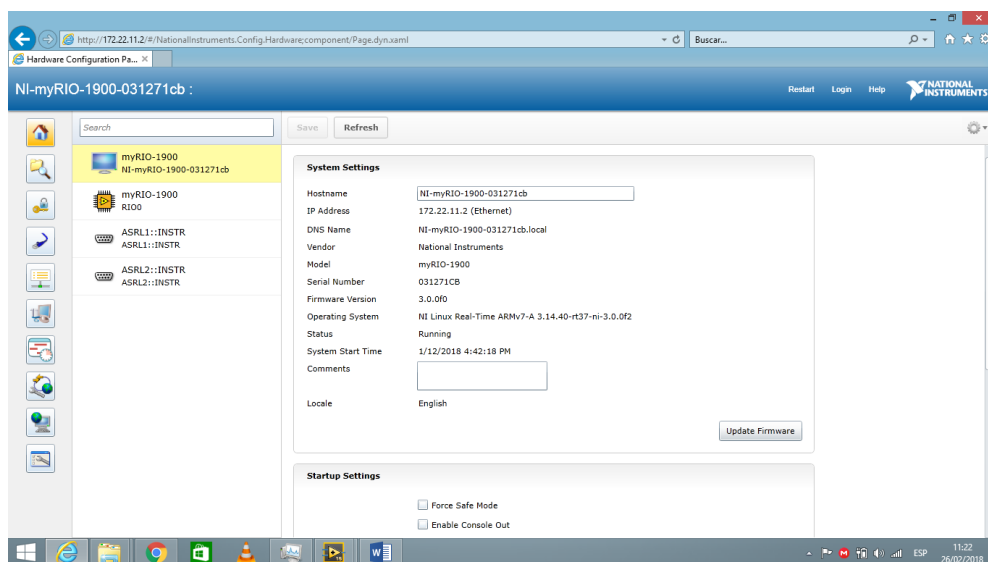 http://172.22.11.2/#/NationalInstruments.Config.Hardware;component/Page.dyn.xaml
Buscar...
Hardware Configuration Pa...
NI-myRIO-1900-031271cb :
Restart Login Help
NATIONAL INSTRUMENTS
Search
Save Refresh
myRIO-1900
NI-myRIO-1900-031271cb
myRIO-1900
RIO0
ASRL1::INSTR
ASRL1::INSTR
ASRL2::INSTR
ASRL2::INSTR
System Settings
Hostname NI-myRIO-1900-031271cb
IP Address 172.22.11.2 (Ethernet)
DNS Name NI-myRIO-1900-031271cb.local
Vendor National Instruments
Model myRIO-1900
Serial Number 031271CB
Firmware Version 3.0.0f0
Operating System NI Linux Real-Time ARMv7-A 3.14.40-rt37-ni-3.0.0f2
Status Running
System Start Time 1/12/2018 4:42:18 PM
Comments
Locale English
Update Firmware
Startup Settings
Force Safe Mode
Enable Console Out
ESP
11:22
26/02/2018